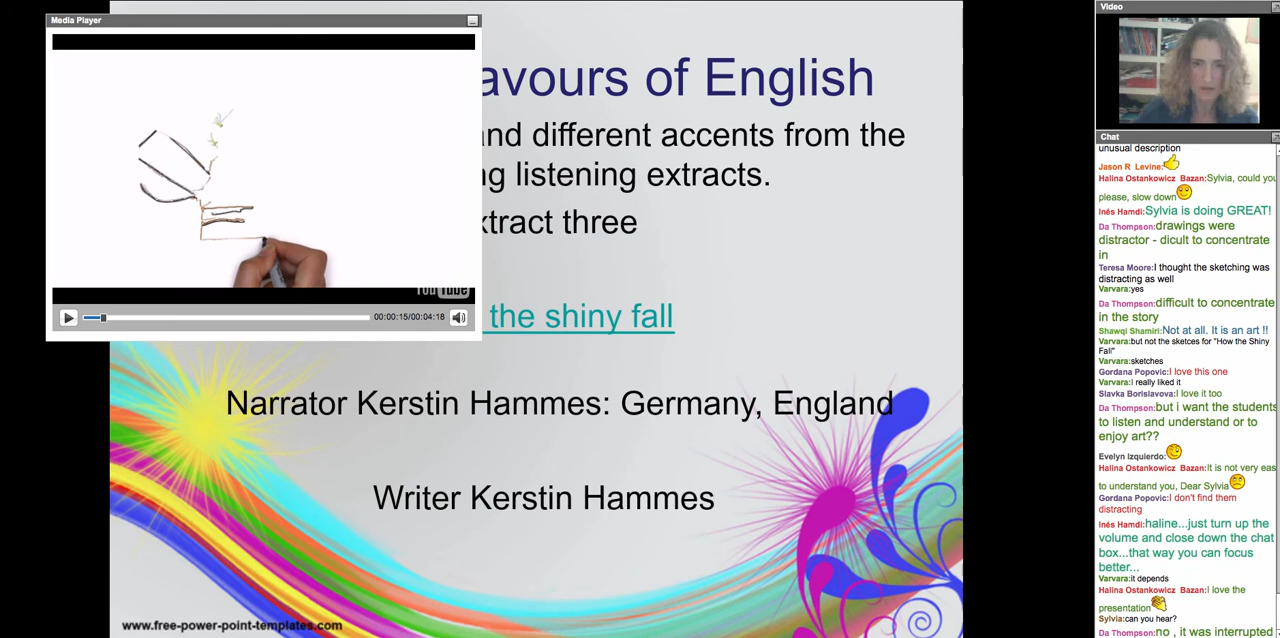 Media Player
YouTube
00:00:15/00:04:18
avours of English
and different accents from the
ng listening extracts.
xtract three
the shiny fall
Narrator Kerstin Hammes: Germany, England
Writer Kerstin Hammes
www.free-power-point-templates.com
Video
Chat
unusual description
Jason R Levine:
Halina Ostankowicz Bazan:Sylvia, could you
please, slow down
Inés Hamdi:Sylvia is doing GREAT!
Da Thompson:drawings were
distractor - dicult to concentrate
in
Teresa Moore:I thought the sketching was
distracting as well
Varvara:yes
Da Thompson:difficult to concentrate
in the story
Shawqi Shamiri:Not at all. It is an art !!
Varvara:but not the sketces for "How the Shiny
Fall"
Varvara:sketches
Gordana Popovic:I love this one
Varvara:I really liked it
Slavka Borislavova:I love it too
Da Thompson:but i want the students
to listen and understand or to
enjoy art??
Evelyn Izquierdo:
Halina Ostankowicz Bazan:It is not very eas
to understand you, Dear Sylvia
Gordana Popovic:I don't find them
distracting
Inés Hamdi:haline...just turn up the
volume and close down the chat
box...that way you can focus
better...
Varvara:it depends
Halina Ostankowicz Bazan:I love the
presentation
Sylvia:can you hear?
Da Thompson:no , it was interrupted